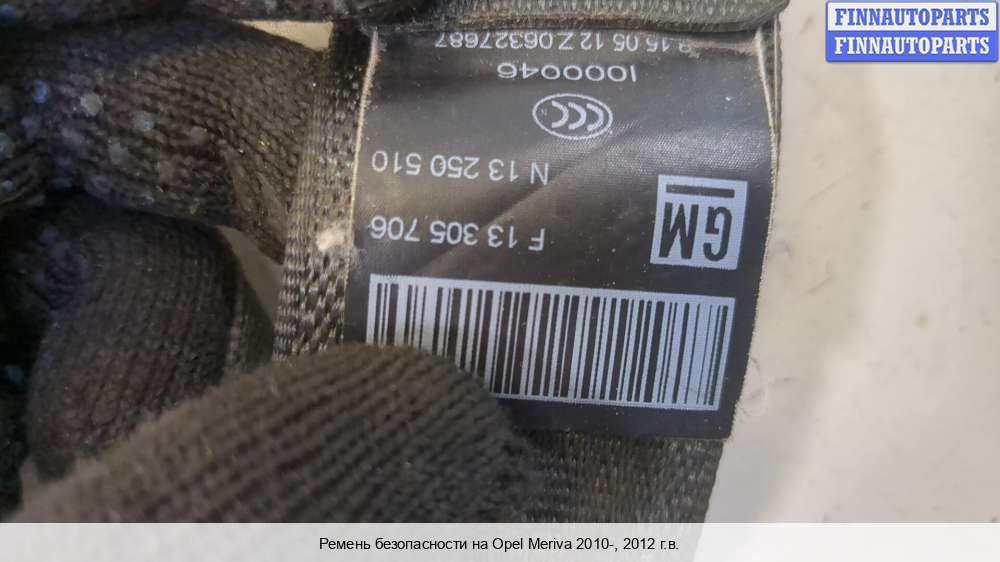 FINNAUTOPARTS
FINNAUTOPARTS
GM
F 13 305 706
N 13 250 510
CCC
N
1000046
15 05 12 Z 06327687
Ремень безопасности на Opel Meriva 2010-, 2012 г.в.